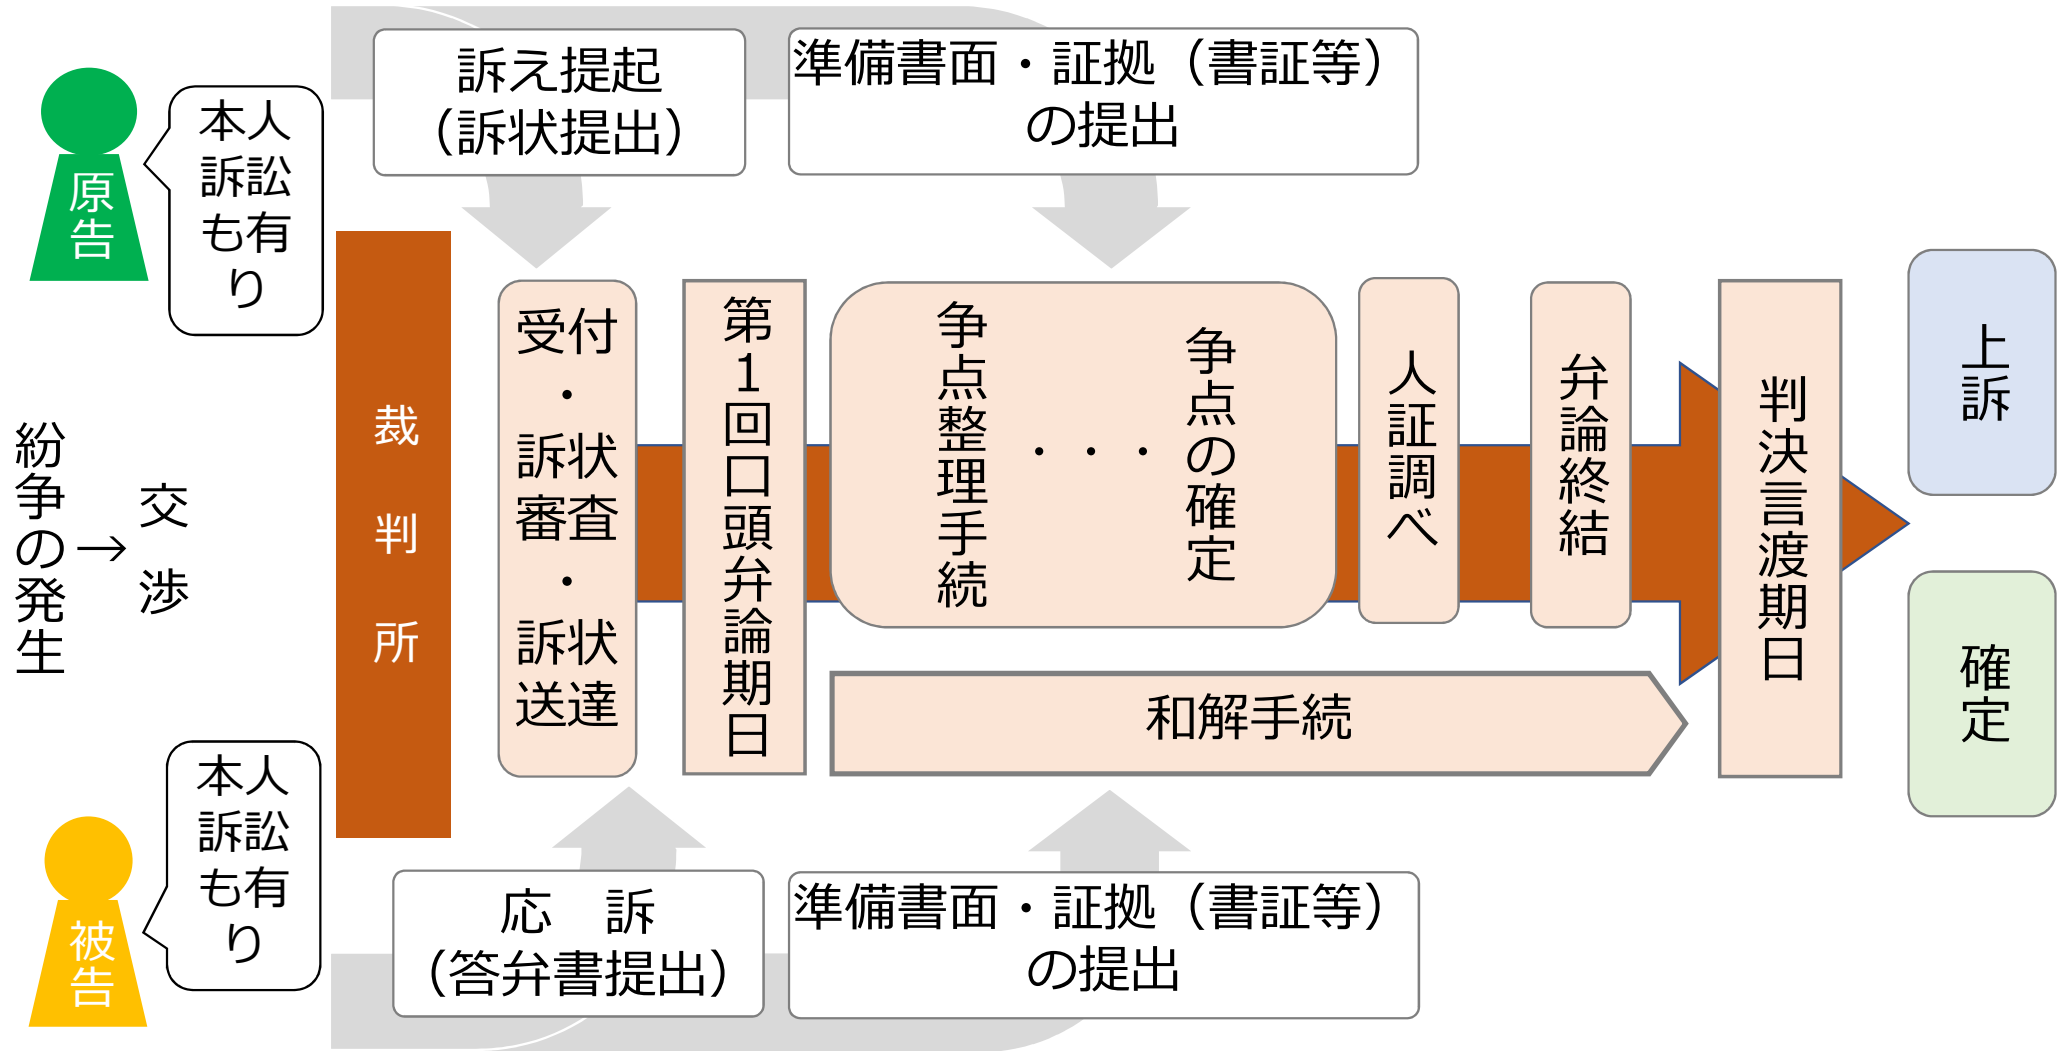 訴え提起
（訴状提出）
準備書面・証拠（書証等）
の提出
原告
本人
訴訟
も有
り
紛争の発生
→
交渉
裁判所
受付
・
訴状
審査
・
訴状
送達
第1回口頭弁論期日
争点整理手続
・・・
争点の確定
人証調べ
弁論終結
判決言渡期日
上訴
確定
和解手続
被告
本人
訴訟
も有
り
応　訴
（答弁書提出）
準備書面・証拠（書証等）
の提出